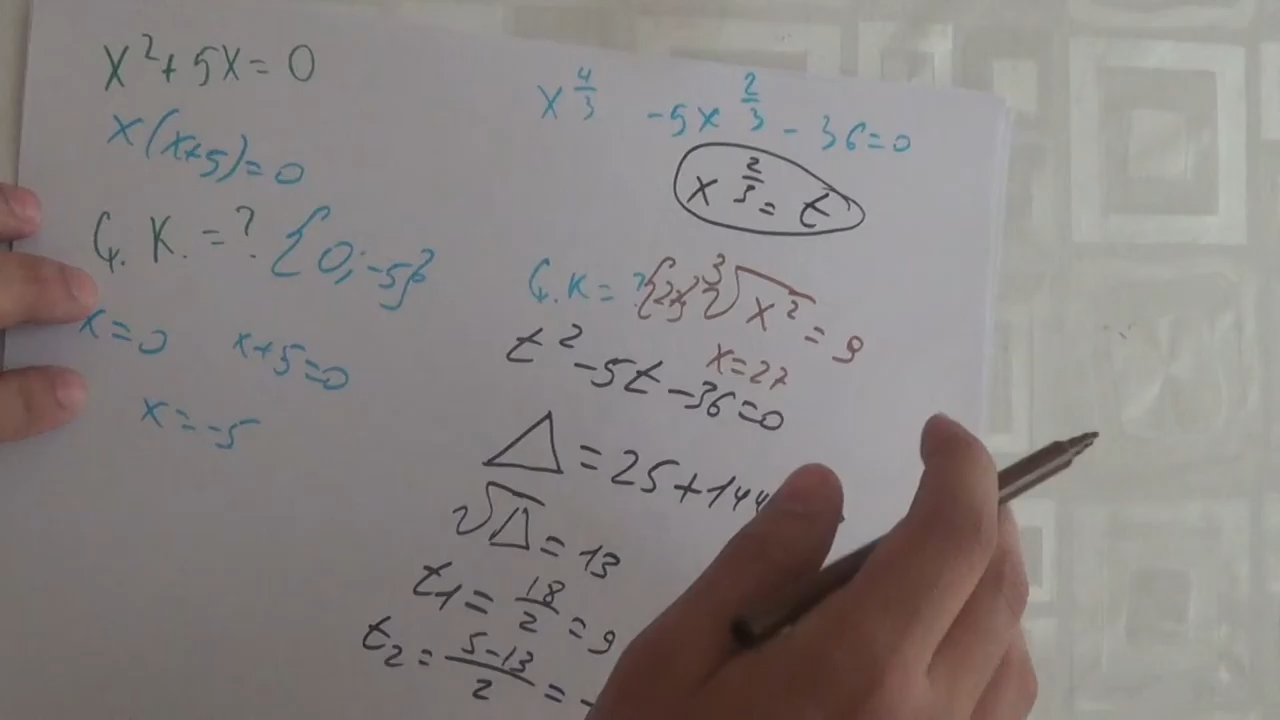 x²+5x=0
x(x+5)=0
Ç.K.=? {0;-5}
x=0 x+5=0
x=-5
x^{4/3} -5x^{2/3} -36=0
x^{2/3}=t
Ç.K=? ∛x²=9
x=27
t²-5t-36=0
△=25+144
√△=13
t₁=18/2=9
t₂=(5-13)/2=-